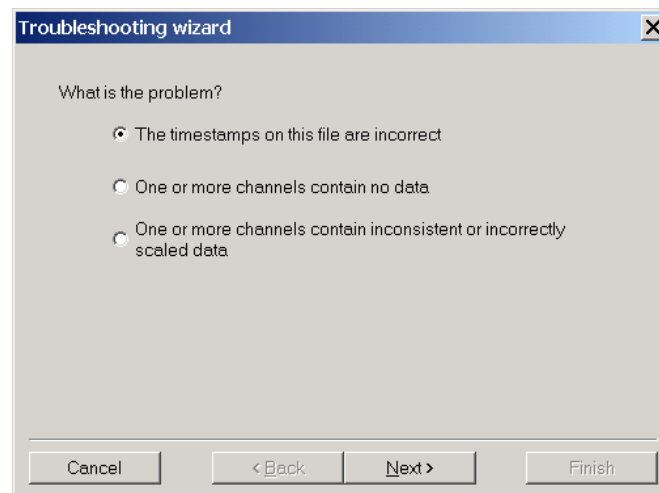 Troubleshooting wizard
What is the problem?
The timestamps on this file are incorrect
One or more channels contain no data
One or more channels contain inconsistent or incorrectly
scaled data
Cancel
< Back
Next >
Finish